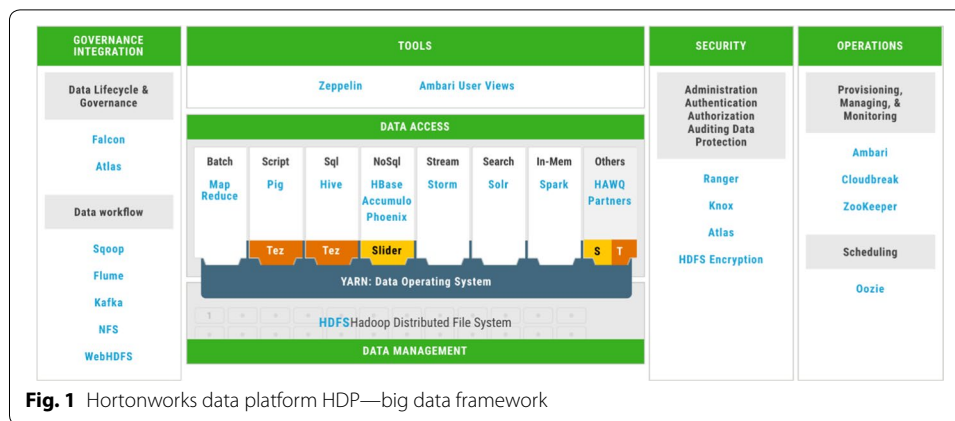 GOVERNANCE
INTEGRATION
Data Lifecycle &
Governance
Falcon
Atlas
Data workflow
Sqoop
Flume
Kafka
NFS
WebHDFS
TOOLS
Zeppelin Ambari User Views
DATA ACCESS
Batch Script Sql NoSql Stream Search In-Mem Others
Map Pig Hive HBase Storm Solr Spark HAWQ
Reduce Accumulo Partners
Phoenix
Tez Tez Slider S T
YARN: Data Operating System
1
HDFSHadoop Distributed File System
DATA MANAGEMENT
SECURITY
Administration
Authentication
Authorization
Auditing Data
Protection
Ranger
Knox
Atlas
HDFS Encryption
OPERATIONS
Provisioning,
Managing, &
Monitoring
Ambari
Cloudbreak
ZooKeeper
Scheduling
Oozie
Fig. 1 Hortonworks data platform HDP—big data framework